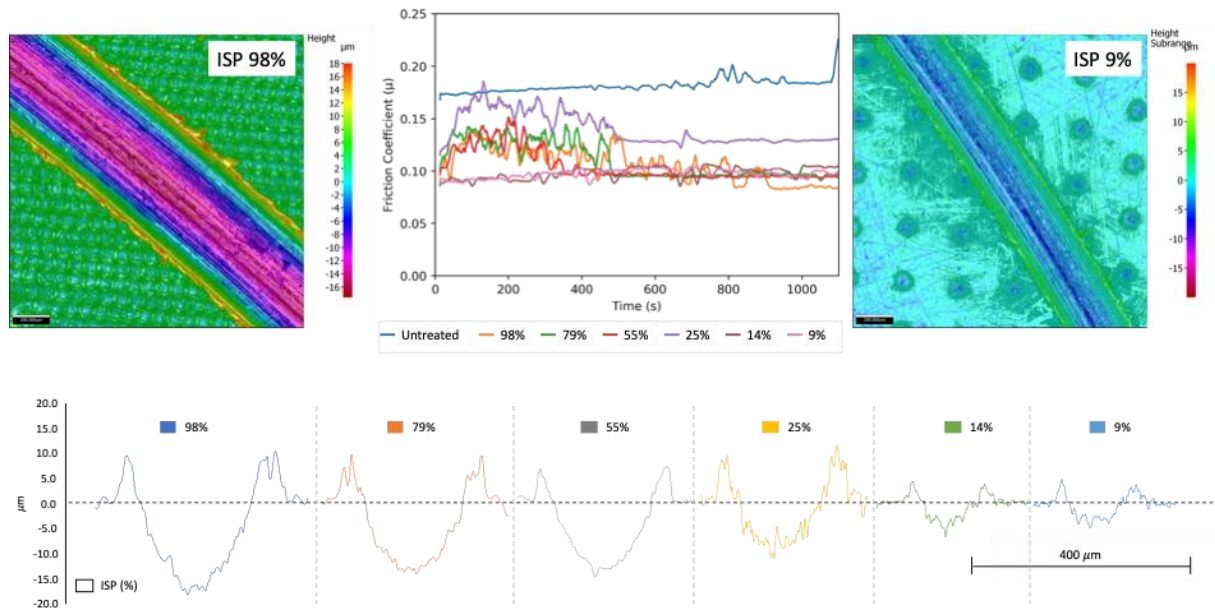 ISP 98%
Height
μm
18
16
14
12
10
8
6
4
2
0
-2
-4
-6
-8
-10
-12
-14
-16
0.25
0.20
0.15
0.10
0.05
0.00
Friction Coefficient (μ)
0 200 400 600 800 1000
Time (s)
Untreated 98% 79% 55% 25% 14% 9%
ISP 9%
Height
Subrange μm
15
10
5
0
-5
-10
-15
20.0
15.0
10.0
5.0
0.0
-5.0
-10.0
-15.0
-20.0
μm
98% 79% 55% 25% 14% 9%
ISP (%)
400 μm